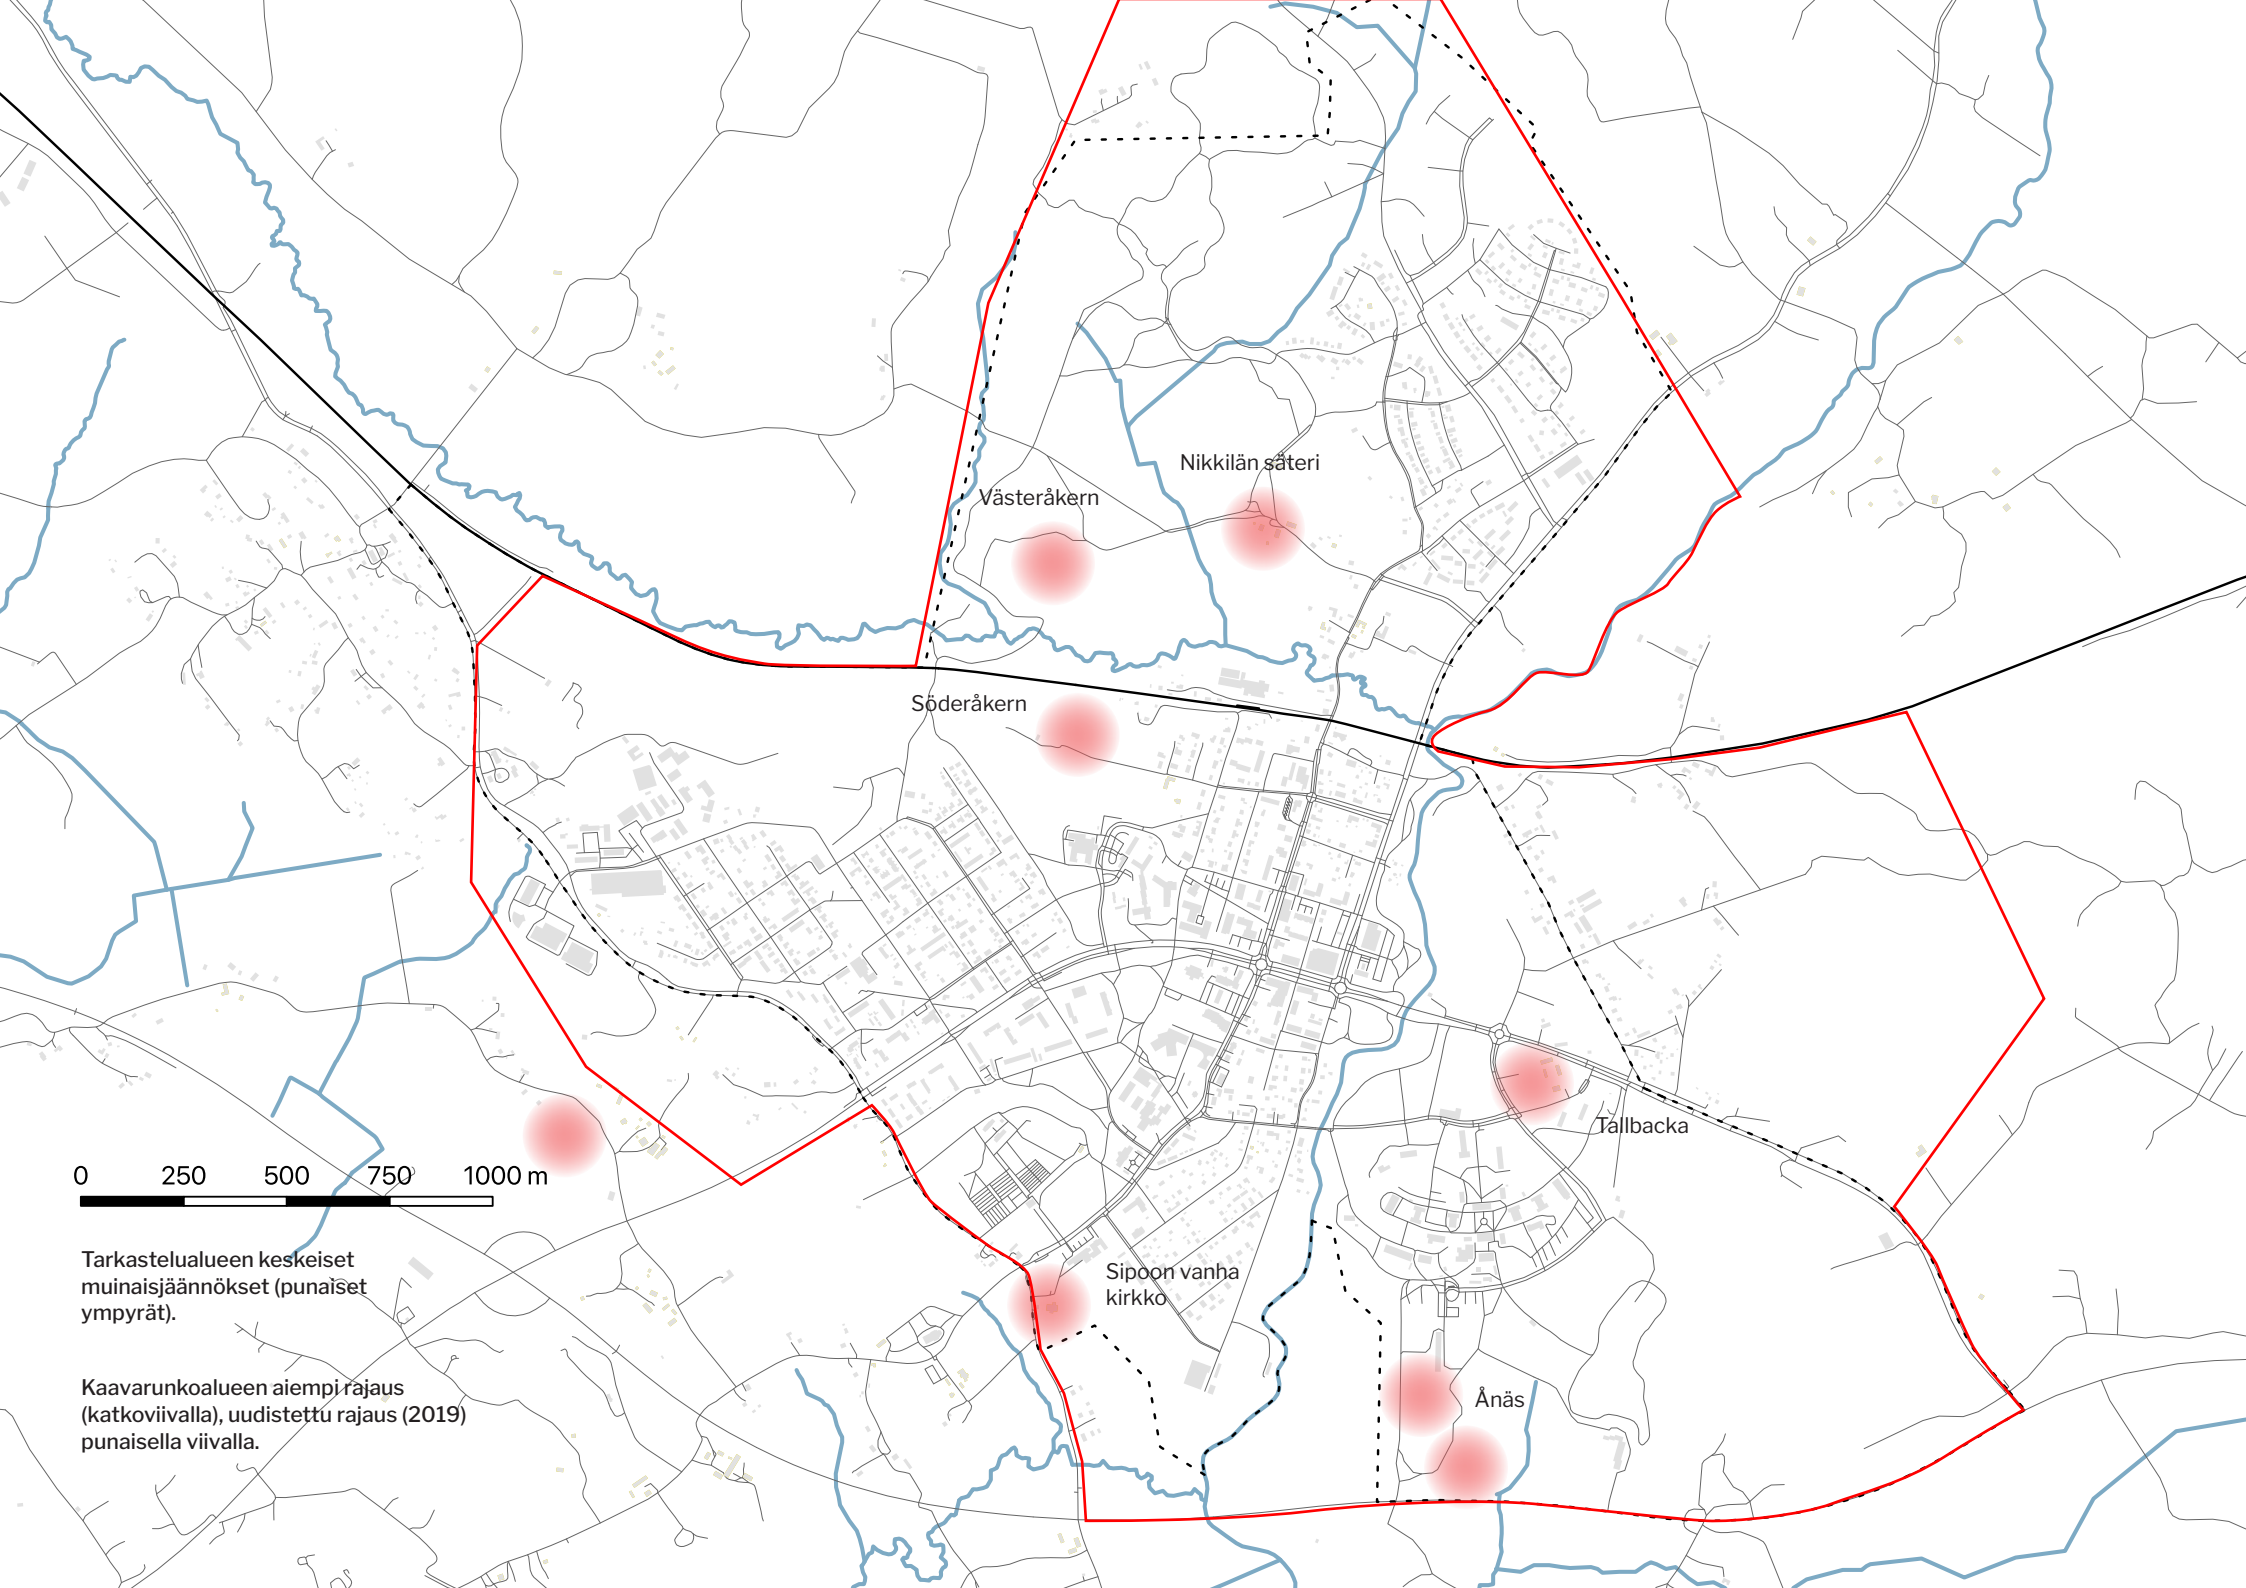 Nikkilän säteri
Västeråkern
Söderåkern
Tallbacka
0 250 500 750 1000 m
Tarkastelualueen keskeiset
muinaisjäännökset (punaiset
ympyrät).
Sipoon vanha
kirkko
Kaavarunkoalueen aiempi rajaus
(katkoviivalla), uudistettu rajaus (2019)
punaisella viivalla.
Ånäs